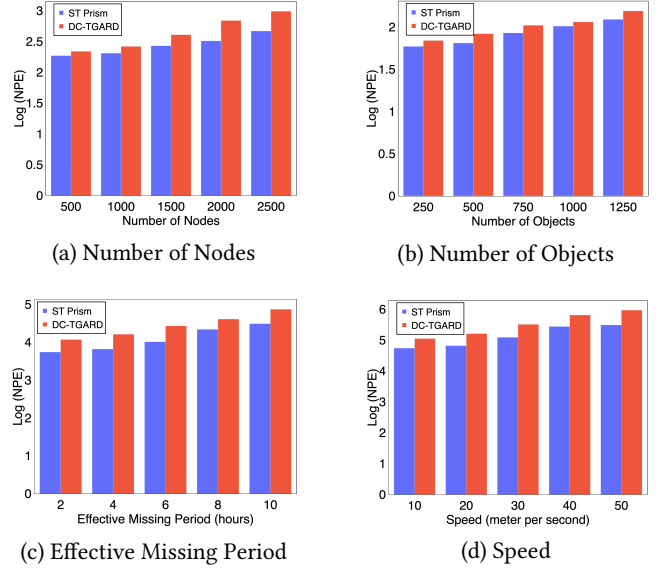 ST Prism
DC-TGARD
Log (NPE)
3
2.5
2
1.5
1
0.5
0
500 1000 1500 2000 2500
Number of Nodes
(a) Number of Nodes
ST Prism
DC-TGARD
Log (NPE)
2
1.5
1
0.5
0
250 500 750 1000 1250
Number of Objects
(b) Number of Objects
ST Prism
DC-TGARD
Log (NPE)
5
4
3
2
1
0
2 4 6 8 10
Effective Missing Period (hours)
(c) Effective Missing Period
ST Prism
DC-TGARD
Log (NPE)
6
5
4
3
2
1
0
10 20 30 40 50
Speed (meter per second)
(d) Speed